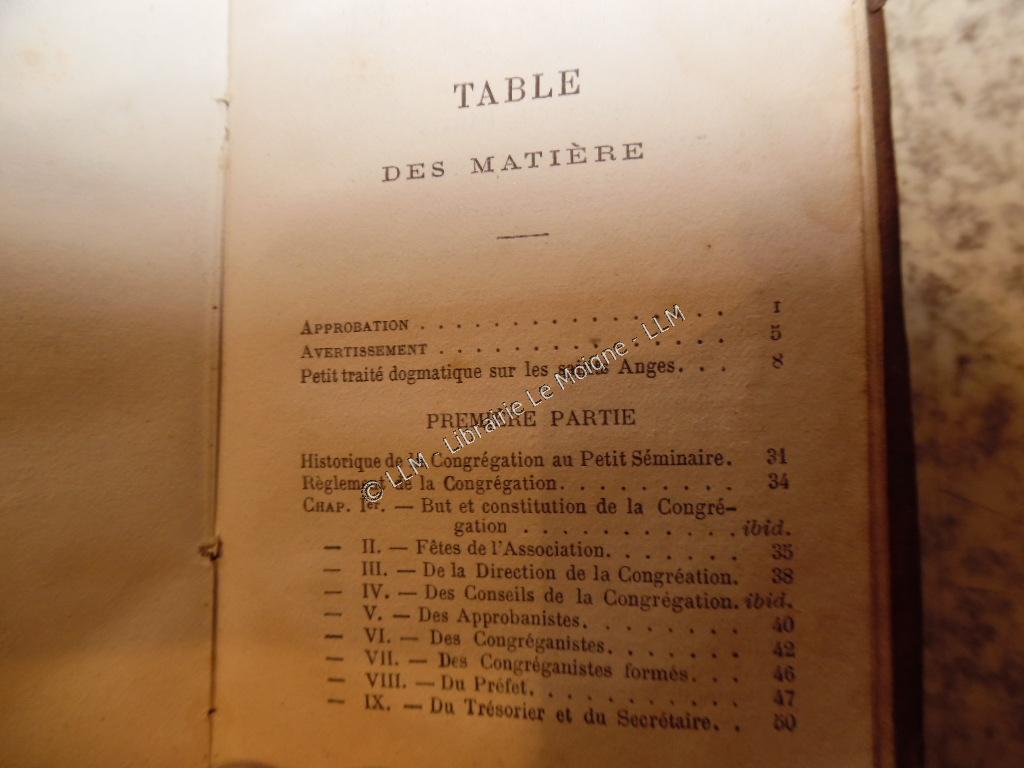 TABLE
DES MATIÈRE
APPROBATION . . . . . . . . . . . . . . . . . 1
AVERTISSEMENT . . . . . . . . . . . . . . . . 5
Petit traité dogmatique sur les saints Anges. . . 8
PREMIÈRE PARTIE
Historique de la Congrégation au Petit Séminaire. 31
Règlement de la Congrégation. . . . . . . . . 34
CHAP. Ier. — But et constitution de la Congré-
gation . . . . . . . . . . . . ibid.
— II. — Fêtes de l'Association. . . . . . . 35
— III. — De la Direction de la Congréation. 38
— IV. — Des Conseils de la Congrégation. ibid.
— V. — Des Approbanistes. . . . . . . . 40
— VI. — Des Congréganistes. . . . . . . 42
— VII. — Des Congréganistes formés. . . 46
— VIII. — Du Préfet. . . . . . . . . . . 47
— IX. — Du Trésorier et du Secrétaire. . 50
© LLM - Librairie Le Moigne - LLM